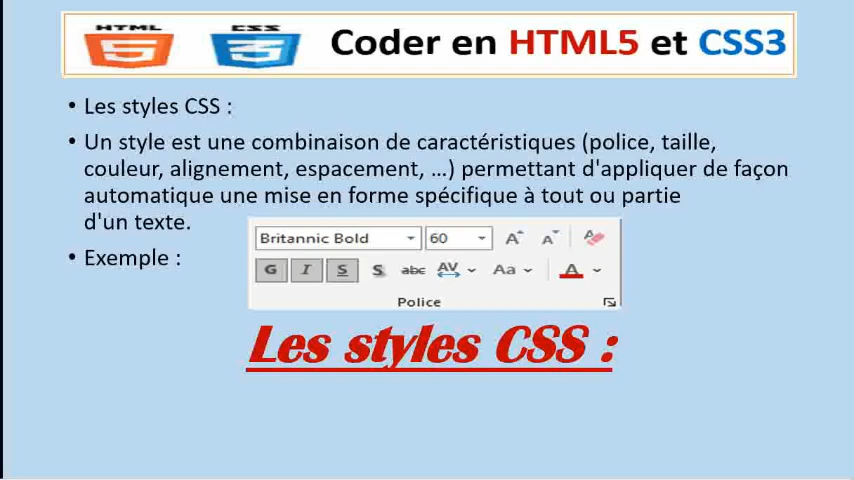 HTML
5
CSS
3
Coder en HTML5 et CSS3
• Les styles CSS :
• Un style est une combinaison de caractéristiques (police, taille,
couleur, alignement, espacement, ...) permettant d'appliquer de façon
automatique une mise en forme spécifique à tout ou partie
d'un texte.
• Exemple :
Britannic Bold 60 A A A
G I S S abc AV Aa A
Police
Les styles CSS :